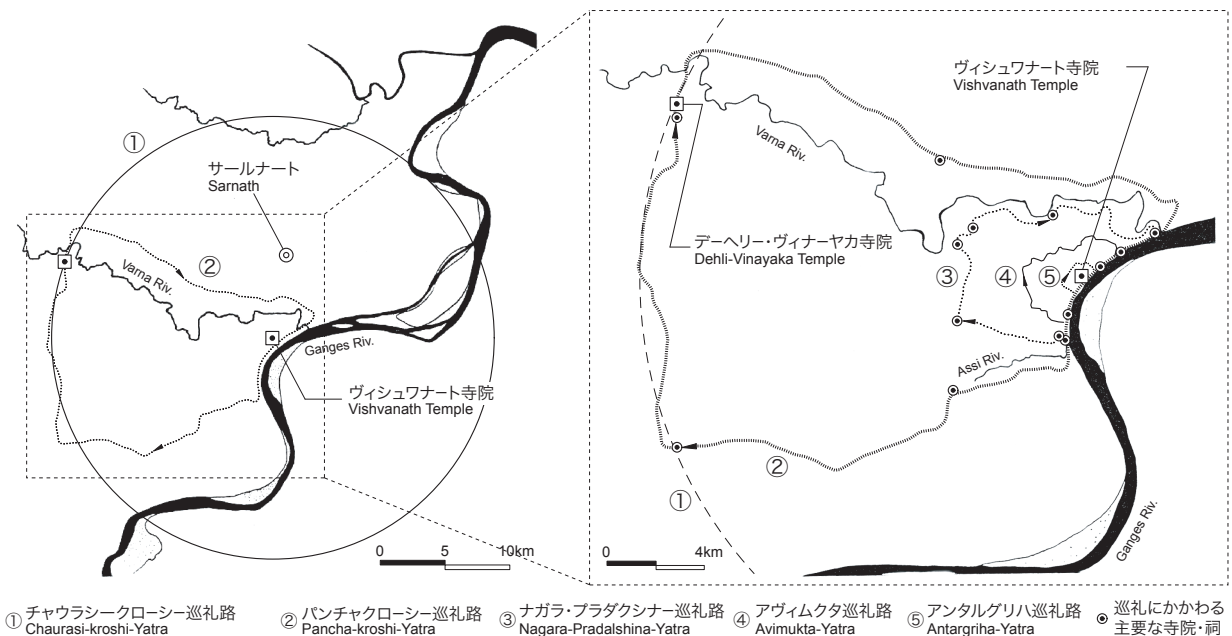 ①
サールナート
Sarnath
②
Varna Riv.
Ganges Riv.
ヴィシュワナート寺院
Vishvanath Temple
0 5 10km
ヴィシュワナート寺院
Vishvanath Temple
Varna Riv.
デーヘリー・ヴィナーヤカ寺院
Dehli-Vinayaka Temple
③ ④ ⑤
Assi Riv.
②
①
Ganges Riv.
0 4km
① チャウラシークローシー巡礼路
Chaurasi-kroshi-Yatra
② パンチャクローシー巡礼路
Pancha-kroshi-Yatra
③ ナガラ・プラダクシナー巡礼路
Nagara-Pradalshina-Yatra
④ アヴィムクタ巡礼路
Avimukta-Yatra
⑤ アンタルグリハ巡礼路
Antargriha-Yatra
巡礼にかかわる
主要な寺院・祠